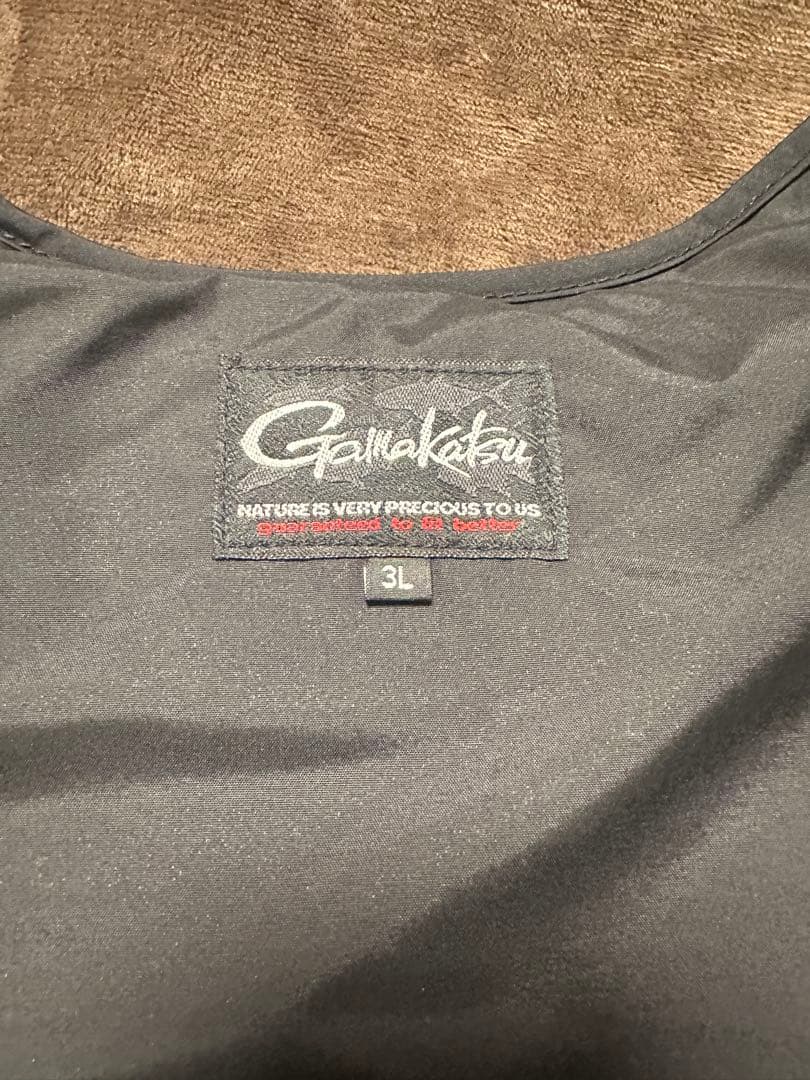 Gamakatsu
NATURE IS VERY PRECIOUS TO US
guaranteed to fit better
3L